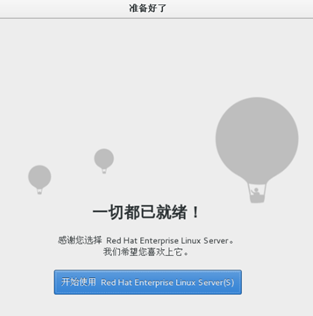 准备好了
一切都已就绪！
感谢您选择 Red Hat Enterprise Linux Server。
我们希望您喜欢上它。
开始使用 Red Hat Enterprise Linux Server(S)